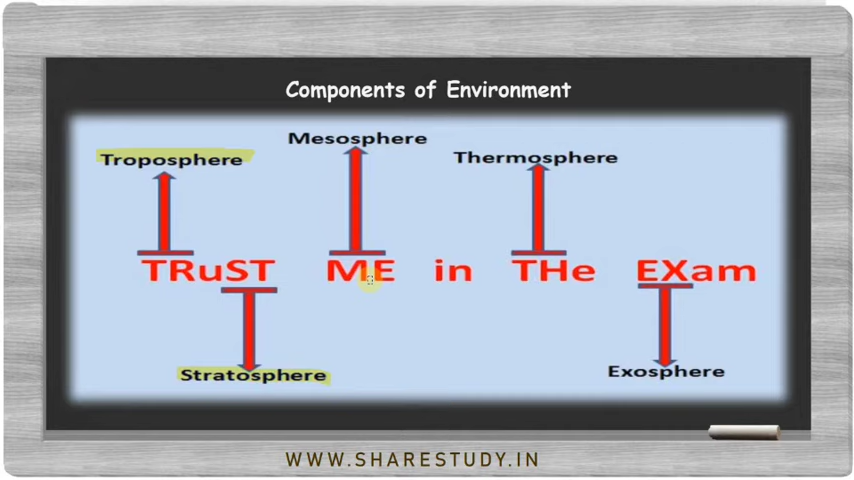 Components of Environment
Mesosphere
Troposphere
Thermosphere
TRuST ME in THe EXam
Stratosphere
Exosphere
WWW.SHARESTUDY.IN